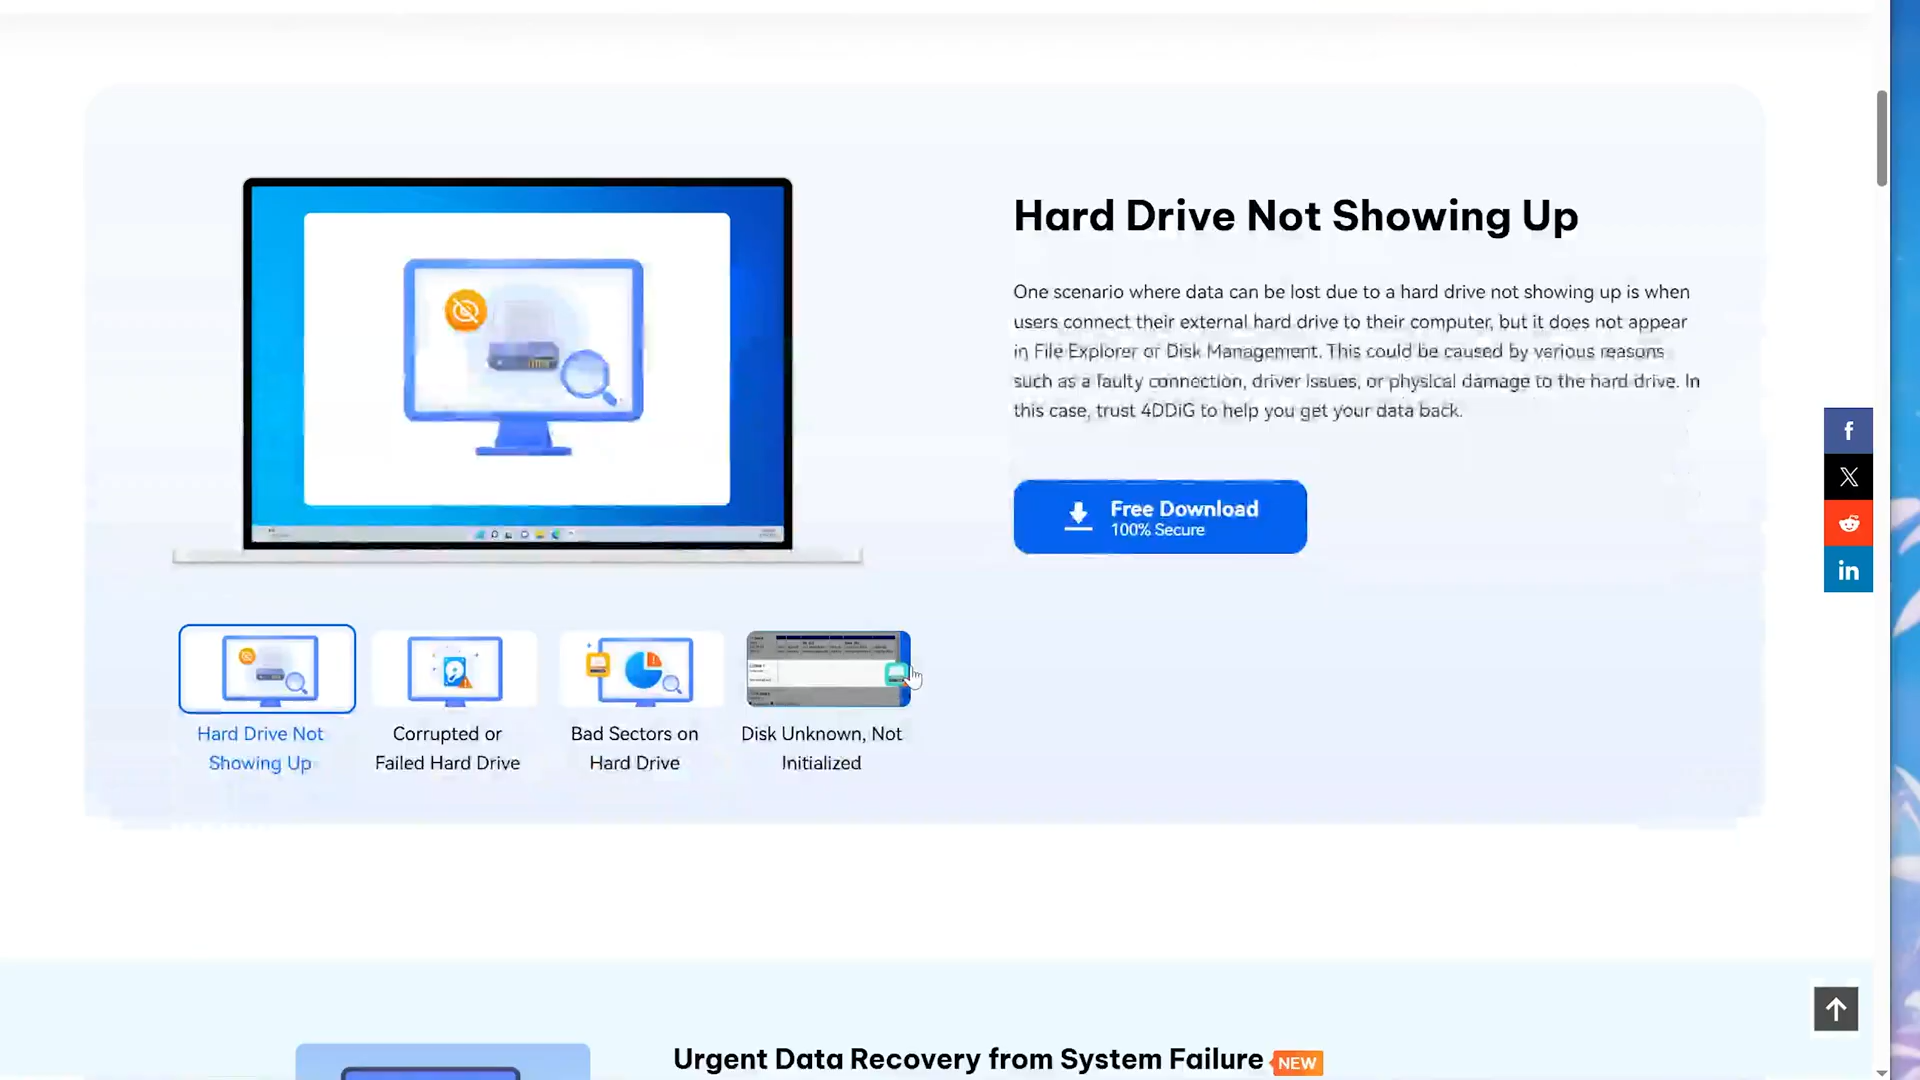 Hard Drive Not Showing Up
One scenario where data can be lost due to a hard drive not showing up is when
users connect their external hard drive to their computer, but it does not appear
in File Explorer or Disk Management. This could be caused by various reasons
such as a faulty connection, driver issues, or physical damage to the hard drive. In
this case, trust 4DDiG to help you get your data back.
Free Download
100% Secure
Hard Drive Not
Showing Up
Corrupted or
Failed Hard Drive
Bad Sectors on
Hard Drive
Disk Unknown, Not
Initialized
Urgent Data Recovery from System Failure NEW